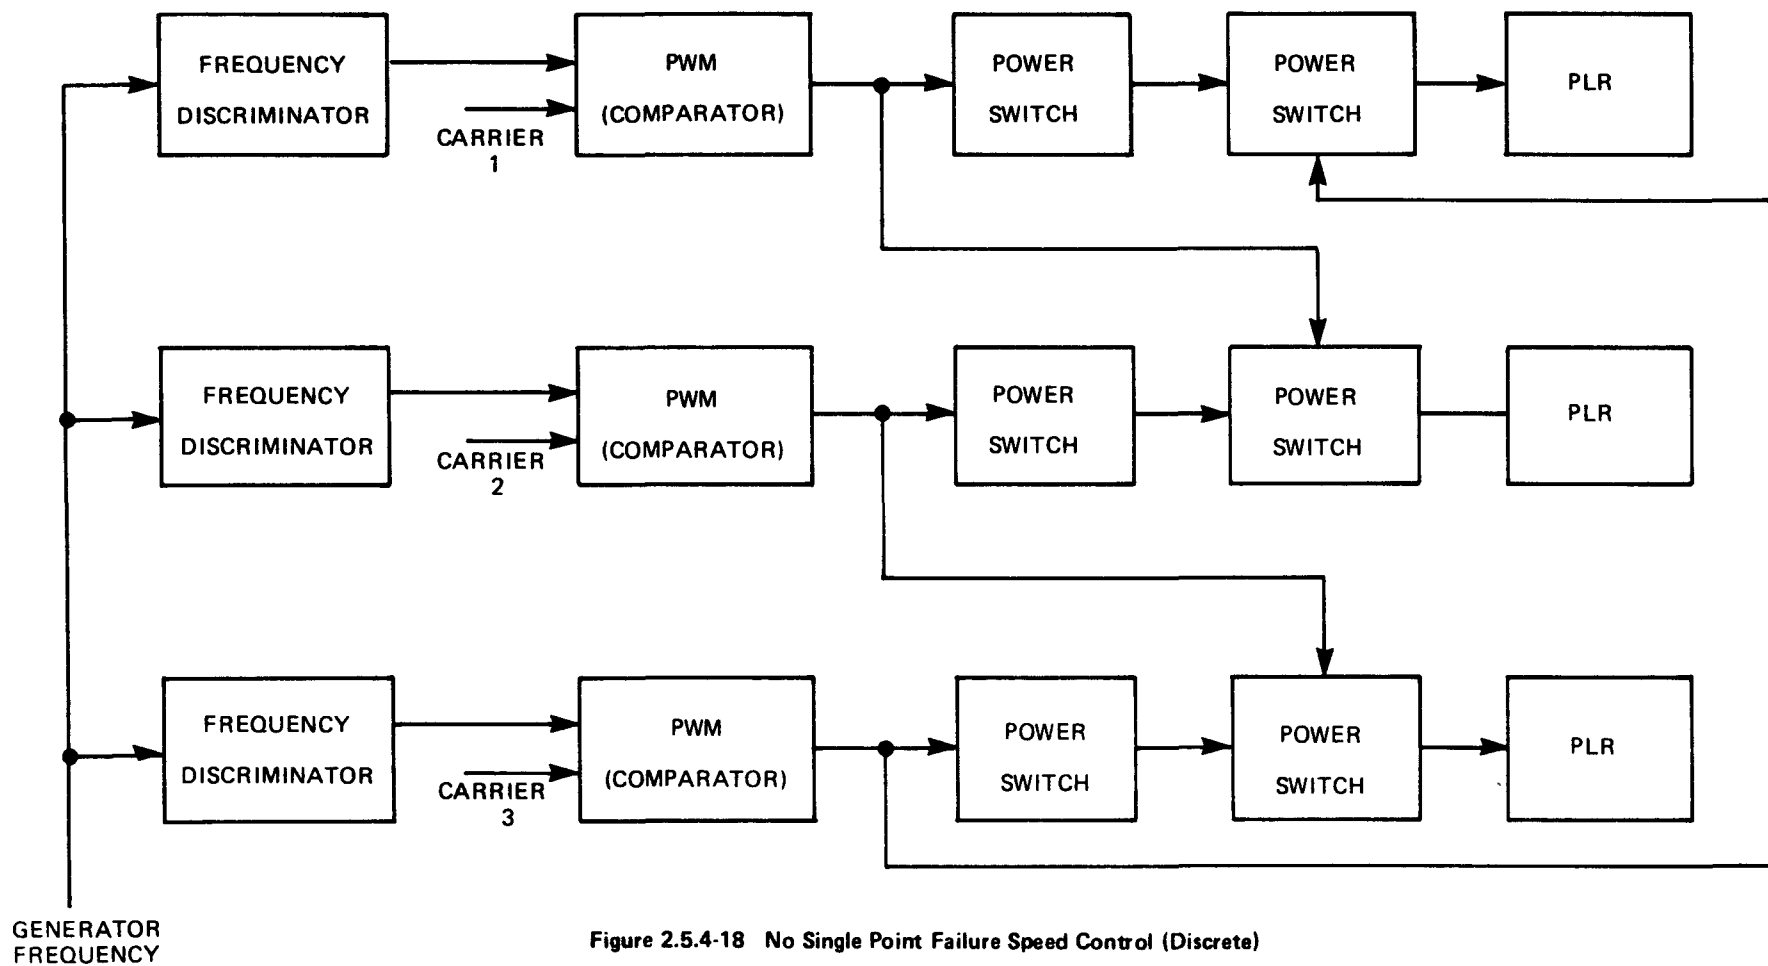 FREQUENCY
DISCRIMINATOR
CARRIER
1
PWM
(COMPARATOR)
POWER
SWITCH
POWER
SWITCH
PLR
FREQUENCY
DISCRIMINATOR
CARRIER
2
PWM
(COMPARATOR)
POWER
SWITCH
POWER
SWITCH
PLR
FREQUENCY
DISCRIMINATOR
CARRIER
3
PWM
(COMPARATOR)
POWER
SWITCH
POWER
SWITCH
PLR
GENERATOR
FREQUENCY
Figure 2.5.4-18 No Single Point Failure Speed Control (Discrete)